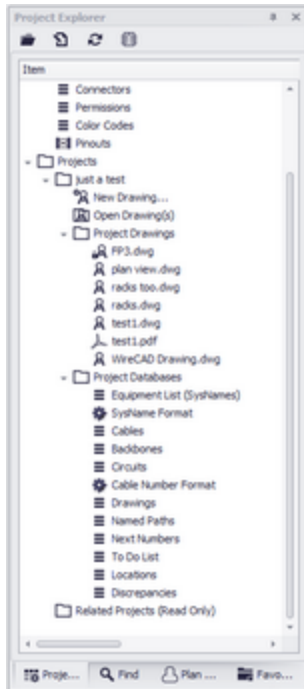 Project Explorer
Item
Connectors
Permissions
Color Codes
Pinouts
Projects
just a test
New Drawing...
Open Drawing(s)
Project Drawings
FP3.dwg
plan view.dwg
racks too.dwg
racks.dwg
test1.dwg
test1.pdf
WireCAD Drawing.dwg
Project Databases
Equipment List (SysNames)
SysName Format
Cables
Backbones
Circuits
Cable Number Format
Drawings
Named Paths
Next Numbers
To Do List
Locations
Discrepancies
Related Projects (Read Only)
Proje... Find Plan ... Favo...